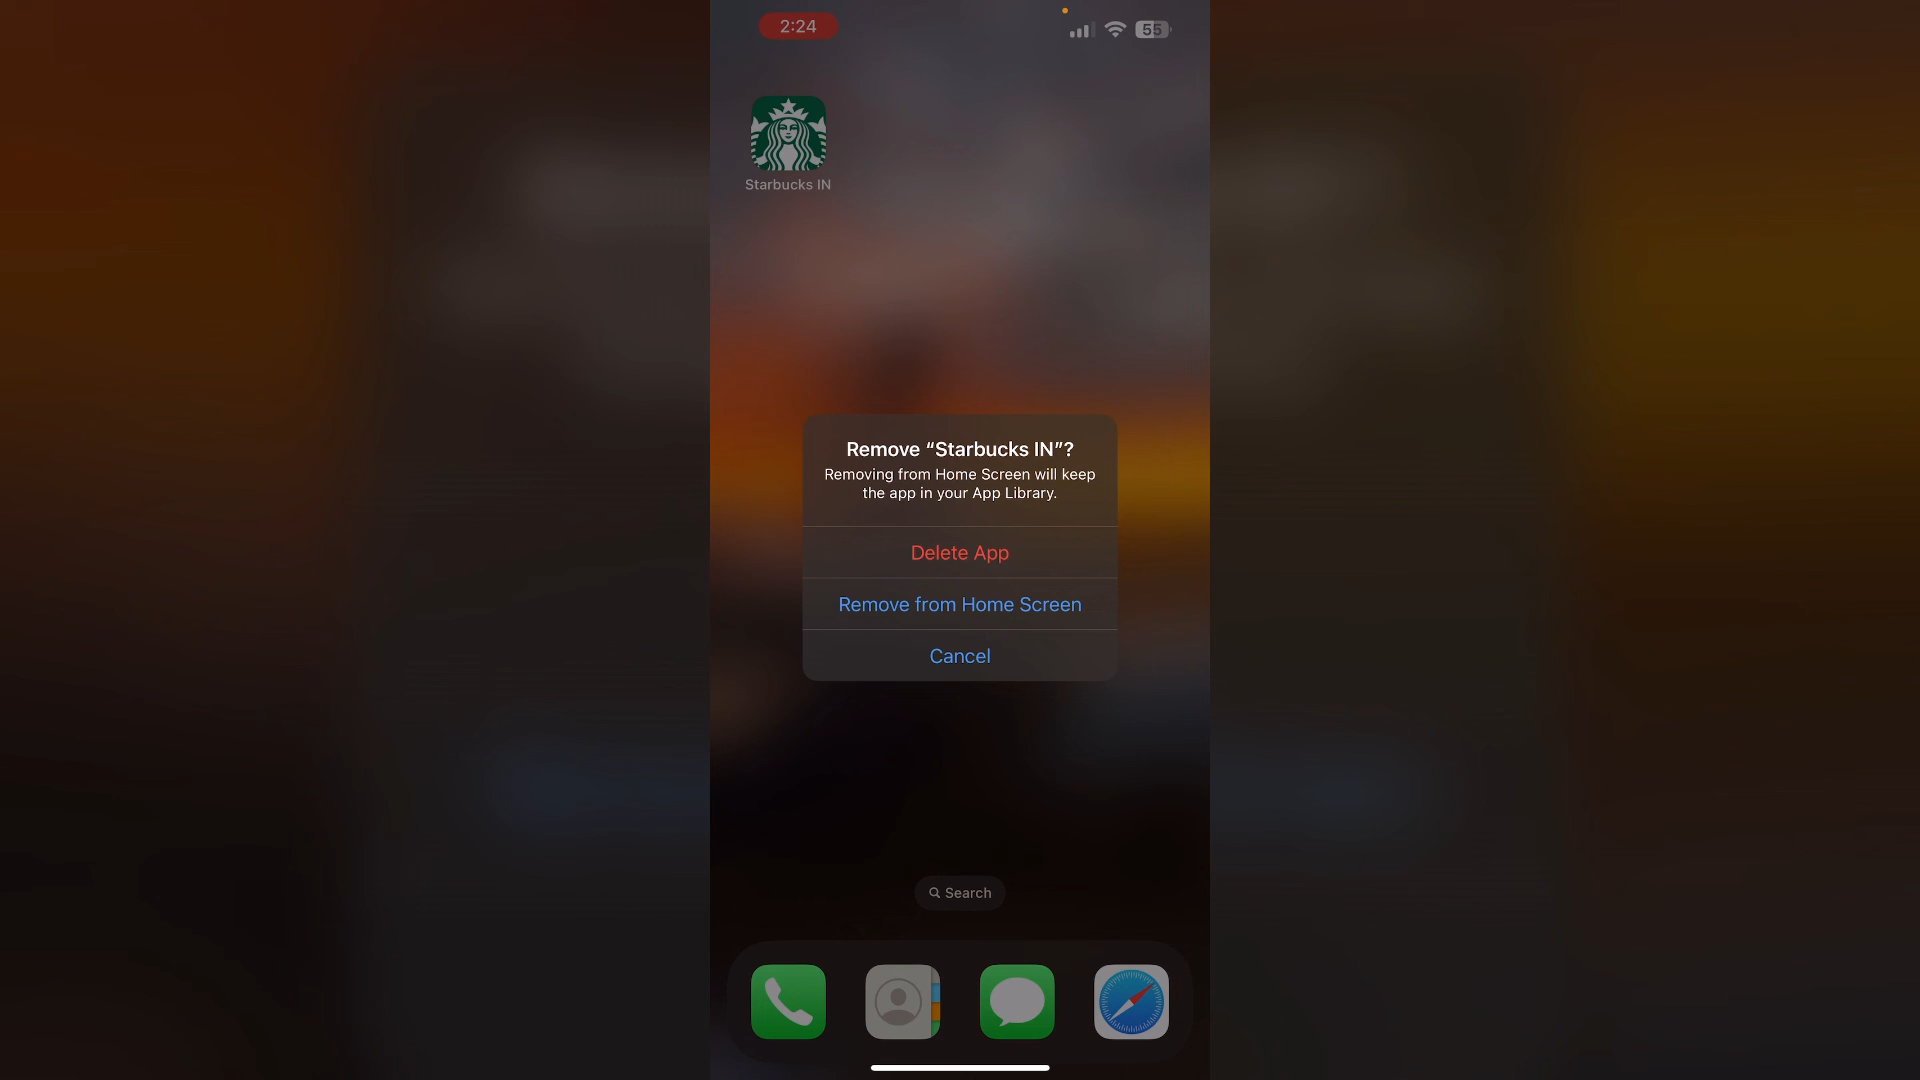 2:24
55
Starbucks IN
Remove “Starbucks IN”?
Removing from Home Screen will keep
the app in your App Library.
Delete App
Remove from Home Screen
Cancel
Search